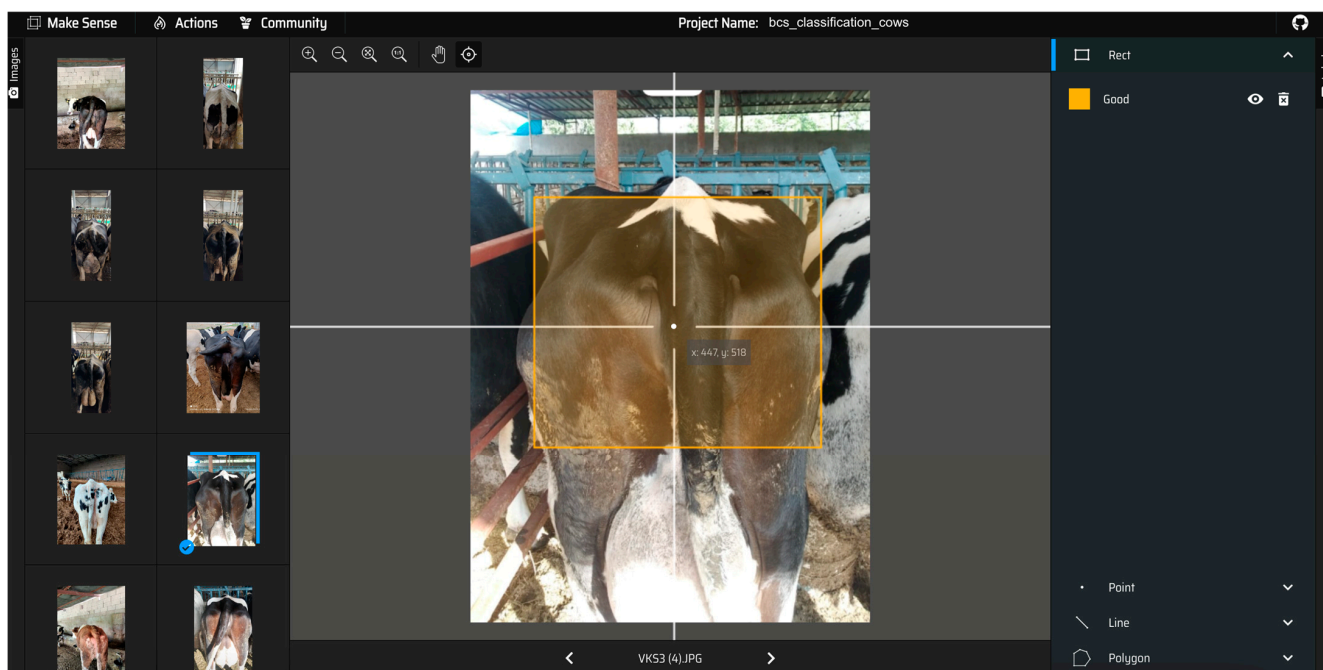 Make Sense
Actions
Community
Project Name: bcs_classification_cows
Images
Rect
Good
x: 447, y: 518
Point
Line
Polygon
VKS3 (4).JPG